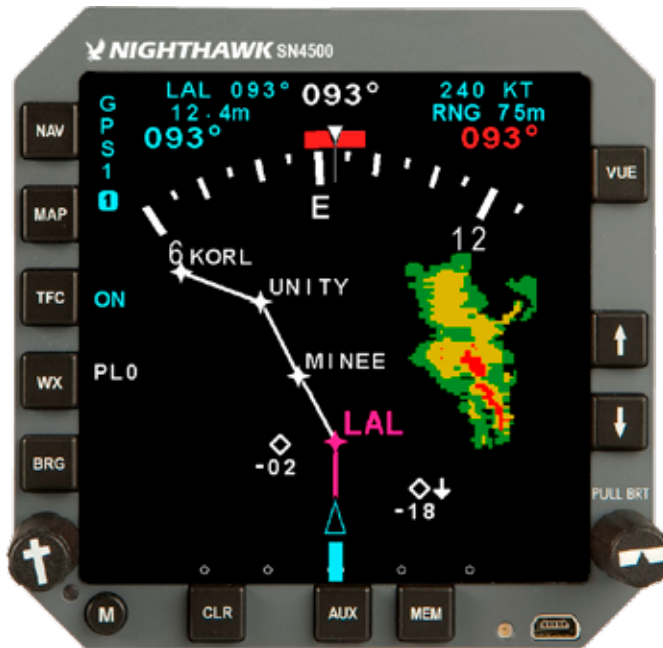 NIGHTHAWK SN4500
LAL 093°
12.4m
093°
093°
240 KT
RNG 75m
093°
GPS1
1
NAV
MAP
TFC
WX
BRG
VUE
E
6
12
KORL
UNITY
ON
MINEE
PL0
LAL
-02
-18
PULL BRT
M
CLR
AUX
MEM